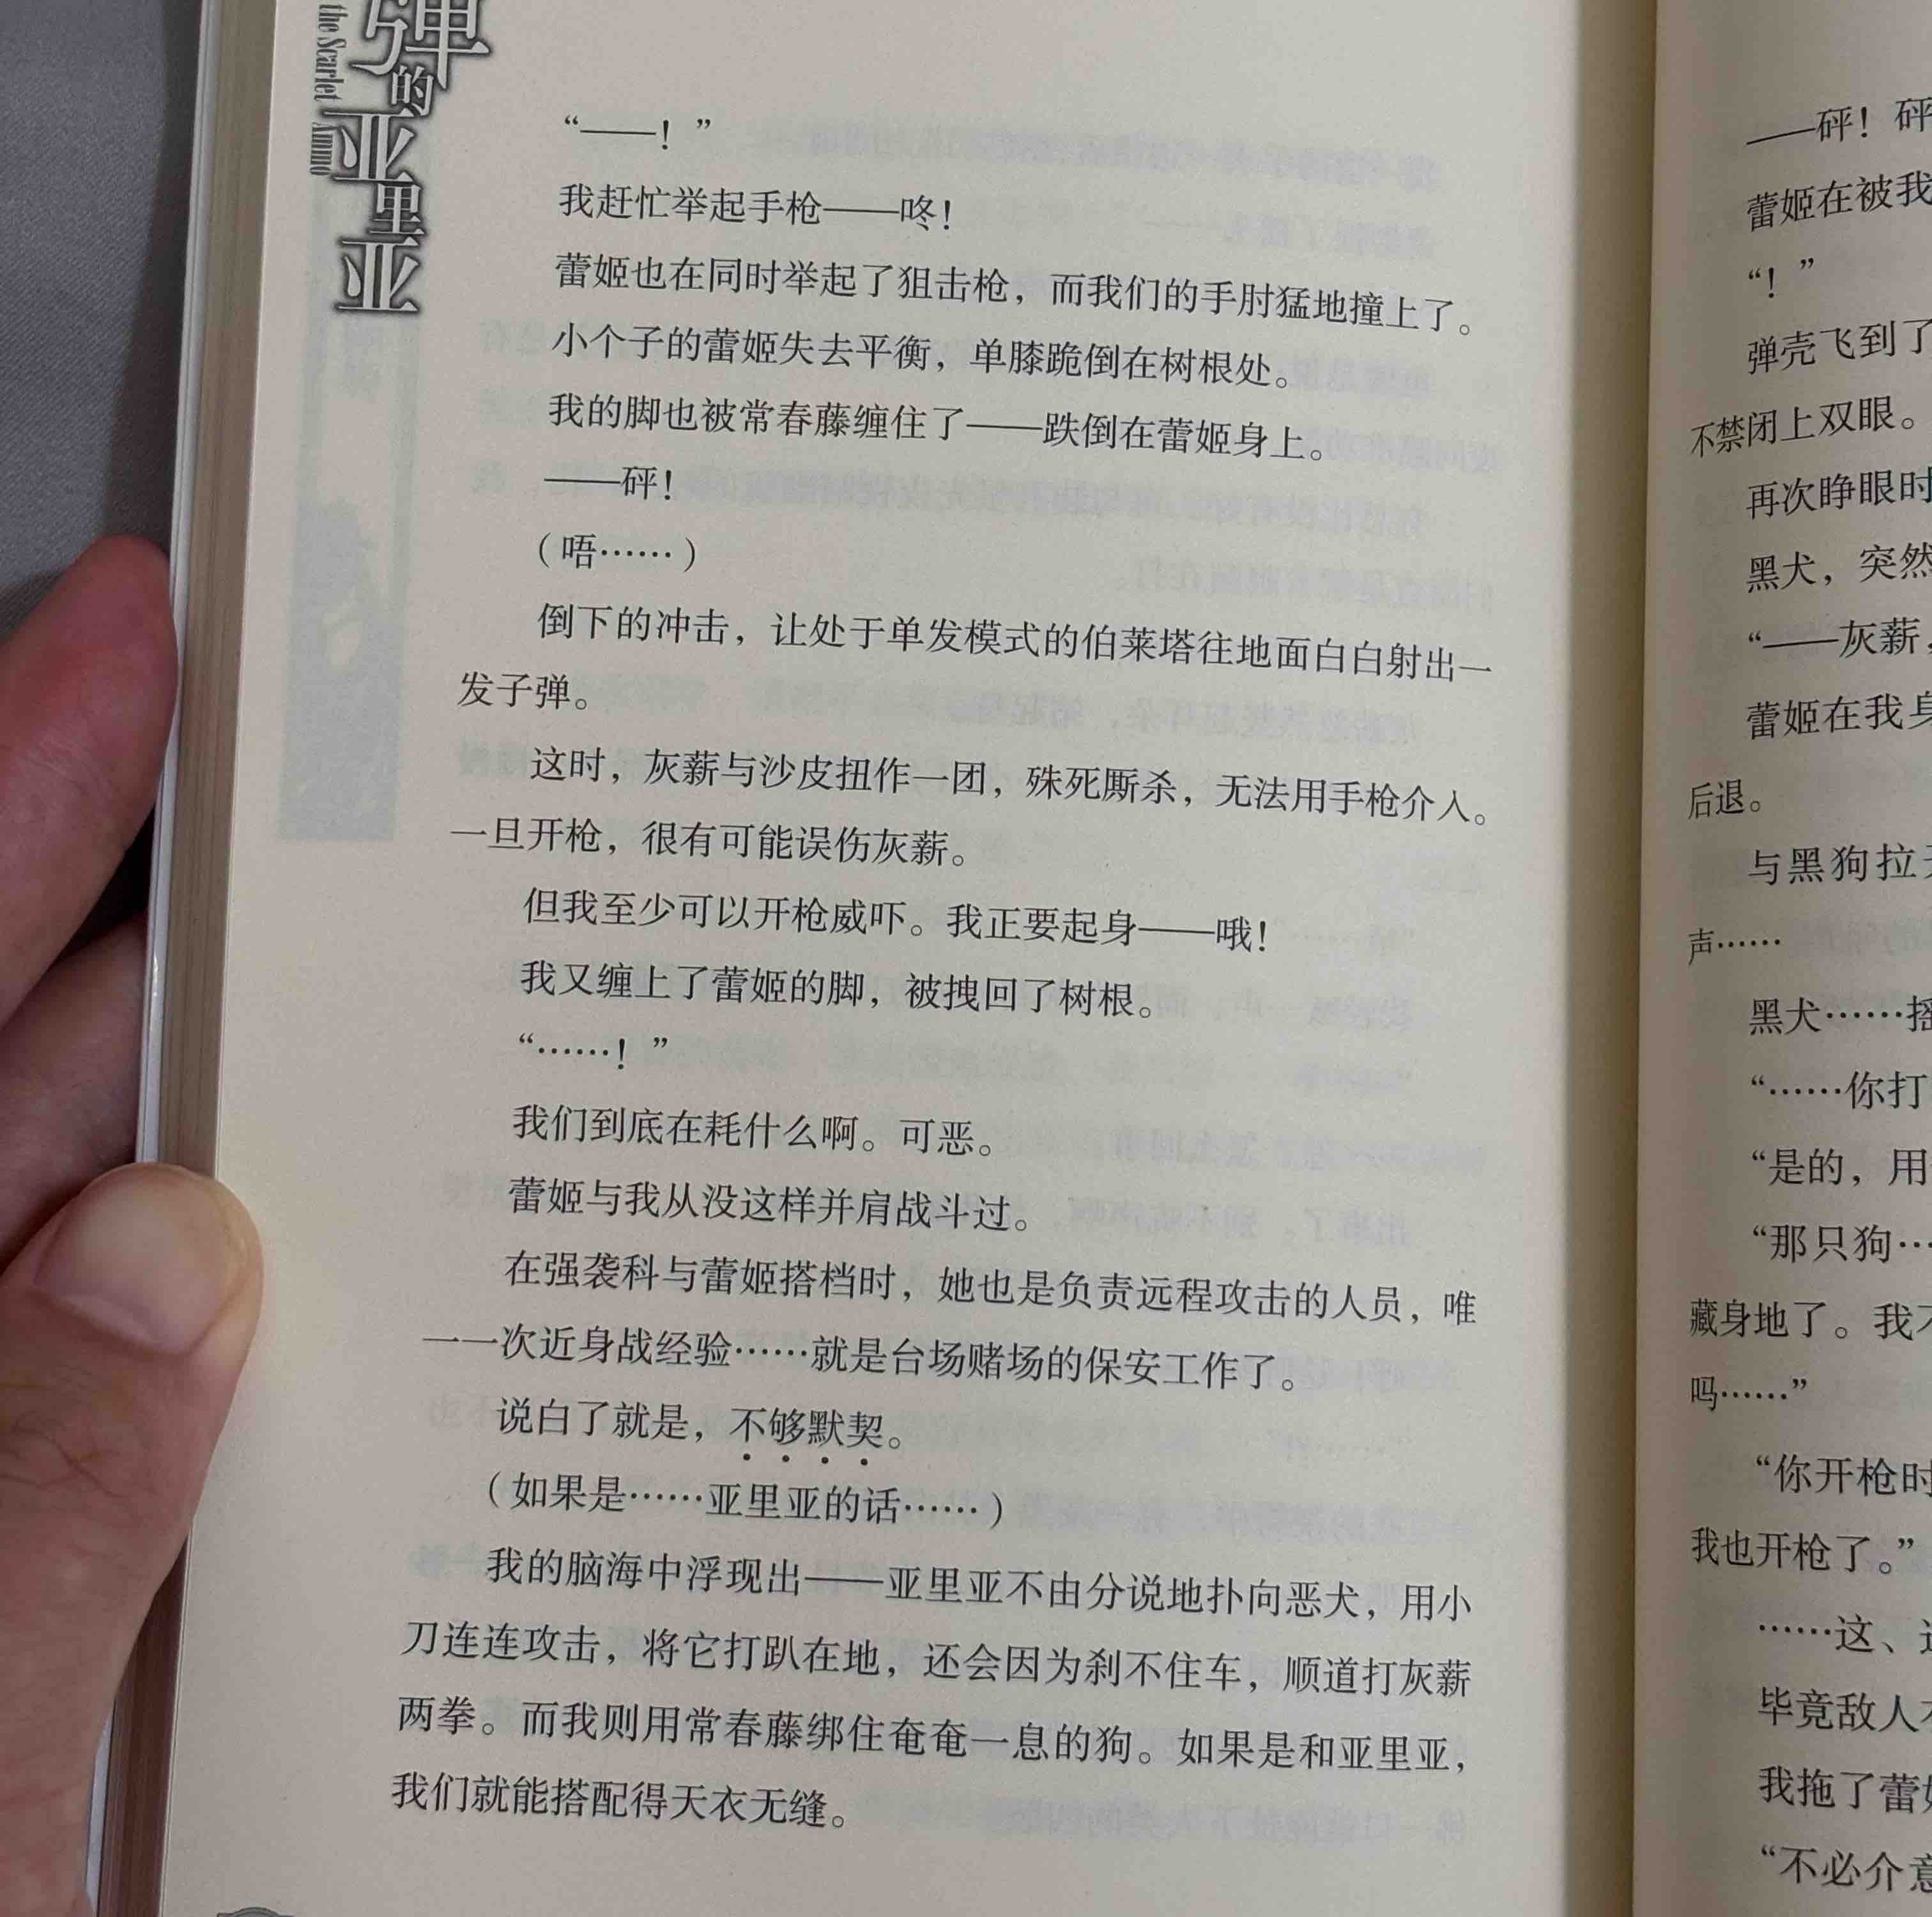 弹的亚里亚
the Scarlet Ammo
“——！”
我赶忙举起手枪——咚！
蕾姬也在同时举起了狙击枪，而我们的手肘猛地撞上了。
小个子的蕾姬失去平衡，单膝跪倒在树根处。
我的脚也被常春藤缠住了——跌倒在蕾姬身上。
——砰！
（唔……）
倒下的冲击，让处于单发模式的伯莱塔往地面白白射出一
发子弹。
这时，灰薪与沙皮扭作一团，殊死厮杀，无法用手枪介入。
一旦开枪，很有可能误伤灰薪。
但我至少可以开枪威吓。我正要起身——哦！
我又缠上了蕾姬的脚，被拽回了树根。
“……！”
我们到底在耗什么啊。可恶。
蕾姬与我从没这样并肩战斗过。
在强袭科与蕾姬搭档时，她也是负责远程攻击的人员，唯
一一次近身战经验……就是台场赌场的保安工作了。
说白了就是，不够默契。
（如果是……亚里亚的话……）
我的脑海中浮现出——亚里亚不由分说地扑向恶犬，用小
刀连连攻击，将它打趴在地，还会因为刹不住车，顺道打灰薪
两拳。而我则用常春藤绑住奄奄一息的狗。如果是和亚里亚，
我们就能搭配得天衣无缝。
——砰！砰
蕾姬在被我
“！”
弹壳飞到了
不禁闭上双眼。
再次睁眼时
黑犬，突然
“——灰薪，
蕾姬在我身
后退。
与黑狗拉
声……
黑犬……摇
“……你打
“是的，用
“那只狗…
藏身地了。我不
吗……”
“你开枪时
我也开枪了。”
……这、
毕竟敌人
我拖了蕾姬
“不必介意